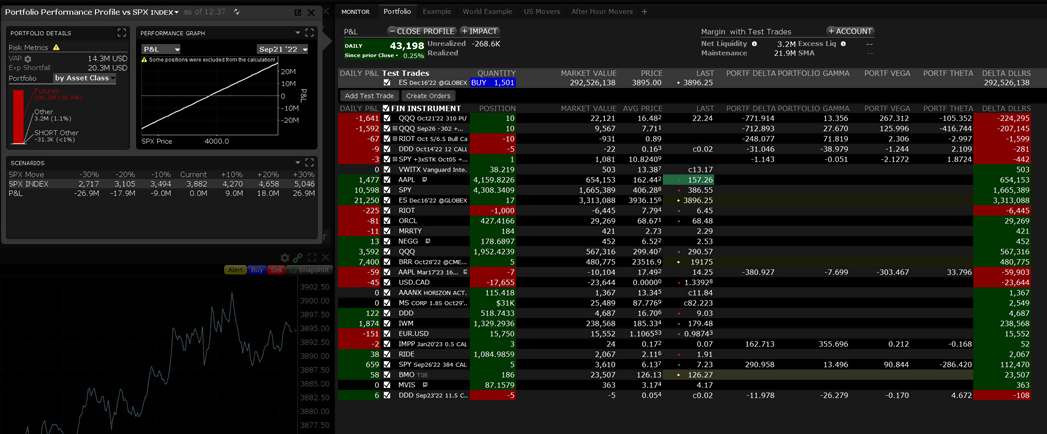 Portfolio Performance Profile vs SPX INDEX as of 12:37
PORTFOLIO DETAILS
Risk Metrics
VAR 14.3M USD
Exp Shortfall 20.3M USD
Portfolio by Asset Class
Futures
Other
3.2M (1.1%)
SHORT Other
-31.3K (<1%)
PERFORMANCE GRAPH
P&L Sep21 '22
Some positions were excluded from the calculation!
20M
10M
0
-10M
-20M
P&L
SPX Price 4000.0
SCENARIOS
SPX Move -30% -20% -10% Current +10% +20% +30%
SPX INDEX 2,717 3,105 3,494 3,882 4,270 4,658 5,046
P&L -26.9M -17.9M -9.0M 0.0M 9.0M 18.0M 26.9M
Alert Buy Sell Snapshot
3902.50
3900.00
3897.50
3895.00
3892.50
3890.00
3887.50
3885.00
3882.50
3880.00
3877.50
MONITOR Portfolio Example World Example US Movers After Hour Movers +
P&L CLOSE PROFILE + IMPACT Margin with Test Trades + ACCOUNT
DAILY 43,198 Unrealized -268.6K Net Liquidity 3.2M Excess Liq --
Since prior Close 0.25% Realized Maintenance 21.9M SMA --
DAILY P&L Test Trades QUANTITY MARKET VALUE PRICE LAST PORTF DELTA PORTF GAMMA PORTF VEGA PORTF THETA DELTA DLLRS
ES Dec16'22 @GLOBEX BUY 1,501 292,526,138 3895.00 3896.25 292,526,138
Add Test Trade Create Orders
DAILY P&L FIN INSTRUMENT POSITION MARKET VALUE AVG PRICE LAST PORTF DELTA PORTF GAMMA PORTF VEGA PORTF THETA DELTA DLLRS
-1,641 QQQ Oct21'22 310 PU 10 22,121 16.482 22.24 -771.914 13.356 267.312 -105.352 -224,295
-1,592 QQQ Sep26 -302 +... 10 9,567 7.71 -712.893 27.670 125.996 -416.744 -207,145
-67 RIOT Oct 5/6.5 Bull Ca -10 -931 0.89 -248.077 71.819 2.306 -2.997 -1,599
-9 DDD Oct14'22 12 CALL -5 -22 0.163 c0.04 -31.046 -38.979 -1.244 2.109 -281
-3 SPY +3xSTK Oct05 +... 1 1,081 10.8240 -1.143 -0.051 -2.1272 1.8724 -442
0 VWITX Vanguard Inte.. 38.219 503 13.387 c13.17 503
1,477 AAPL 4,159.8226 654,153 162.442 157.26 654,153
10,598 SPY 4,308.3409 1,665,389 406.288 386.55 1,665,389
21,250 ES Dec16'22 @GLOBEX 17 3,313,088 3936.15 3896.25 3,313,088
-225 RIOT -1,000 -6,445 7.794 6.45 -6,445
-81 ORCL 427.4166 29,269 68.671 68.48 29,269
-11 MRRTY 184 421 2.73 2.29 421
13 NEGG 178.6897 452 6.52 2.53 452
3,592 QQQ 1,952.4239 567,316 299.40 290.57 567,316
7,400 BRR Oct28'22 @CME... 5 480,775 23516.9 19175 480,775
-59 AAPL Mar17'23 16... -7 -10,104 17.49 14.25 -380.927 -7.699 -303.467 33.796 -59,903
-45 USD.CAD -17,655 -23,644 0.0000 1.3392 -23,644
0 AAANX HORIZON ACT.. 115.418 1,367 13.34 c11.84 1,367
0 MS CORP 1.85 Oct29'.. $31K 25,489 87.776 c82.223 2,549
122 DDD 518.7433 4,687 16.70 9.03 4,687
1,874 IWM 1,329.2936 238,568 185.33 179.48 238,568
-151 EUR.USD 15,750 15,552 1.1065 0.9874 15,552
-2 IMPP Jan20'23 0.5 CAL 3 24 0.17 0.07 162.713 355.696 0.212 -0.168 52
38 RIDE 1,084.9859 2,067 2.11 1.91 2,067
659 SPY Sep26'22 384 CAL 5 3,610 6.13 7.23 290.958 13.496 90.844 -286.420 112,470
58 BMO TSE 186 23,507 126.13 126.27 23,507
0 MVIS 87.1579 363 3.17 4.17 363
6 DDD Sep23'22 11.5 C.. -5 -5 0.05 c0.02 -11.978 -26.279 -0.170 4.672 -108